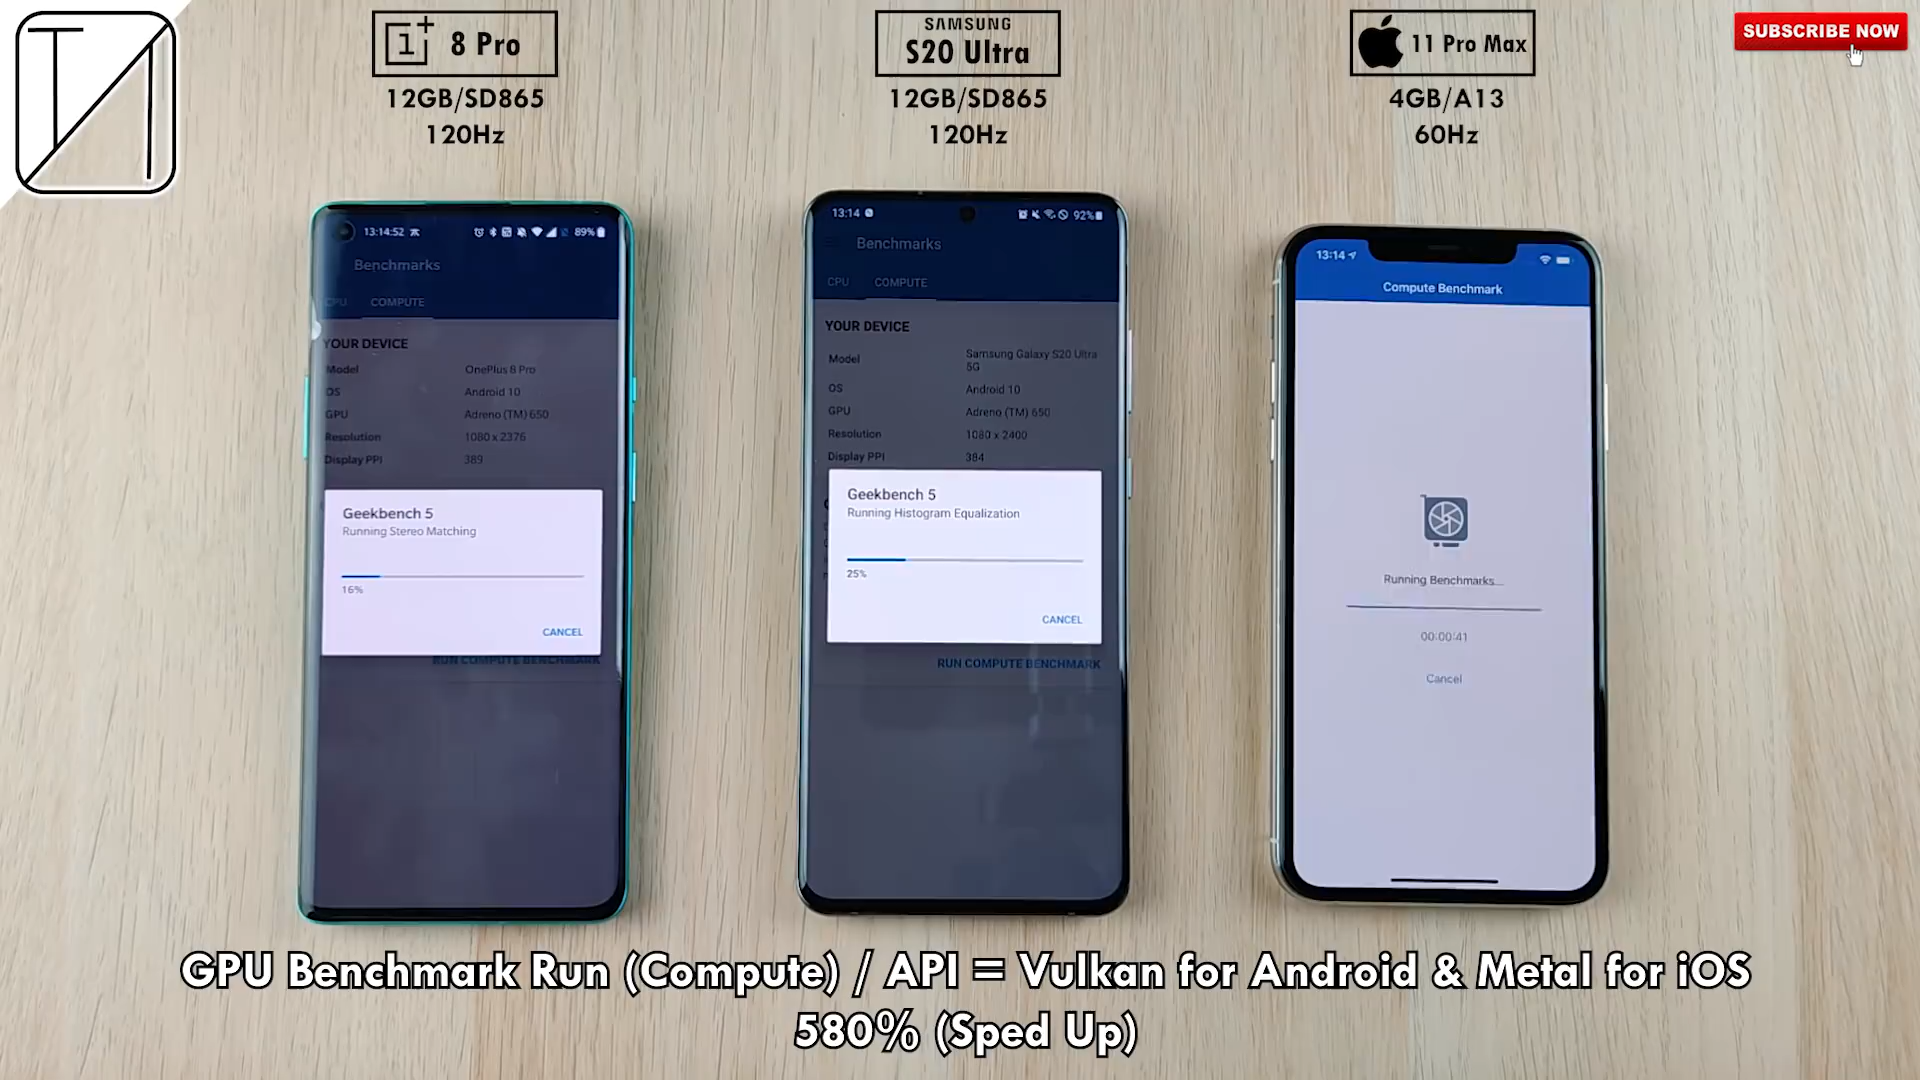 1+ 8 Pro
12GB/SD865
120Hz
SAMSUNG
S20 Ultra
12GB/SD865
120Hz
11 Pro Max
4GB/A13
60Hz
SUBSCRIBE NOW
13:14:52
89%
Benchmarks
CPU COMPUTE
YOUR DEVICE
Model OnePlus 8 Pro
OS Android 10
GPU Adreno (TM) 650
Resolution 1080 x 2376
Display PPI 389
Geekbench 5
Running Stereo Matching
16%
CANCEL
RUN COMPUTE BENCHMARK
13:14
92%
Benchmarks
CPU COMPUTE
YOUR DEVICE
Model Samsung Galaxy S20 Ultra
5G
OS Android 10
GPU Adreno (TM) 650
Resolution 1080 x 2400
Display PPI 384
Geekbench 5
Running Histogram Equalization
25%
CANCEL
RUN COMPUTE BENCHMARK
13:14
Compute Benchmark
Running Benchmarks...
00:00:41
Cancel
GPU Benchmark Run (Compute) / API = Vulkan for Android & Metal for iOS
580% (Sped Up)